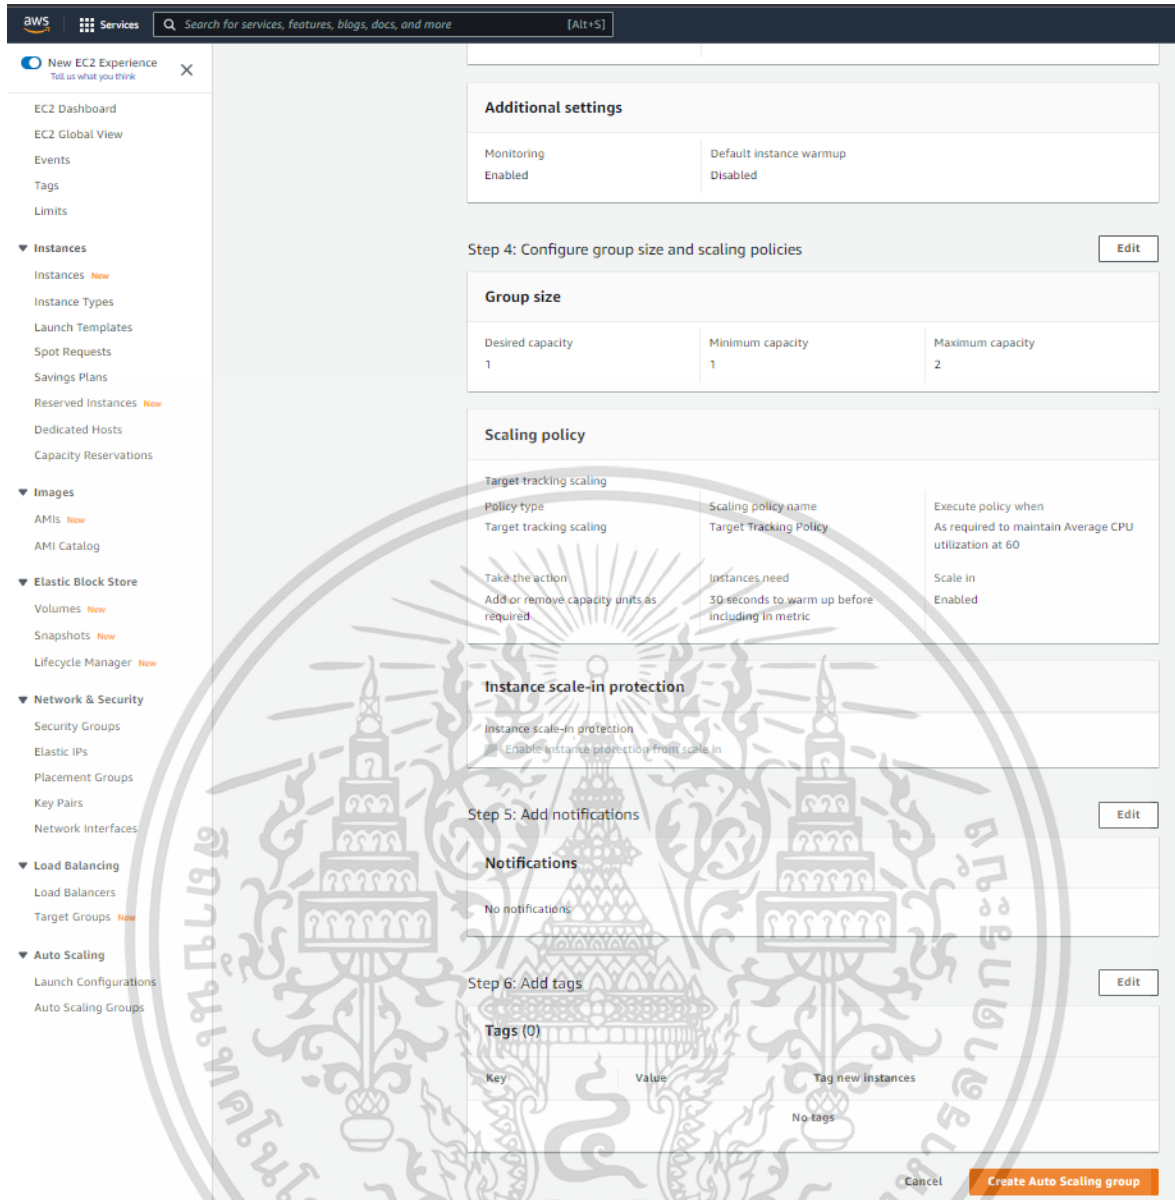 aws
Services
Search for services, features, blogs, docs, and more
[Alt+S]
New EC2 Experience
Tell us what you think
EC2 Dashboard
EC2 Global View
Events
Tags
Limits
Instances
Instances New
Instance Types
Launch Templates
Spot Requests
Savings Plans
Reserved Instances New
Dedicated Hosts
Capacity Reservations
Images
AMIs New
AMI Catalog
Elastic Block Store
Volumes New
Snapshots New
Lifecycle Manager New
Network & Security
Security Groups
Elastic IPs
Placement Groups
Key Pairs
Network Interfaces
Load Balancing
Load Balancers
Target Groups New
Auto Scaling
Launch Configurations
Auto Scaling Groups
Additional settings
Monitoring
Enabled
Default instance warmup
Disabled
Step 4: Configure group size and scaling policies
Edit
Group size
Desired capacity
1
Minimum capacity
1
Maximum capacity
2
Scaling policy
Target tracking scaling
Policy type
Target tracking scaling
Scaling policy name
Target Tracking Policy
Execute policy when
As required to maintain Average CPU
utilization at 60
Take the action
Add or remove capacity units as
required
Instances need
30 seconds to warm up before
including in metric
Scale in
Enabled
Instance scale-in protection
Instance scale-in protection
Enable instance protection from scale in
Step 5: Add notifications
Edit
Notifications
No notifications
Step 6: Add tags
Edit
Tags (0)
Key
Value
Tag new instances
No tags
Cancel
Create Auto Scaling group